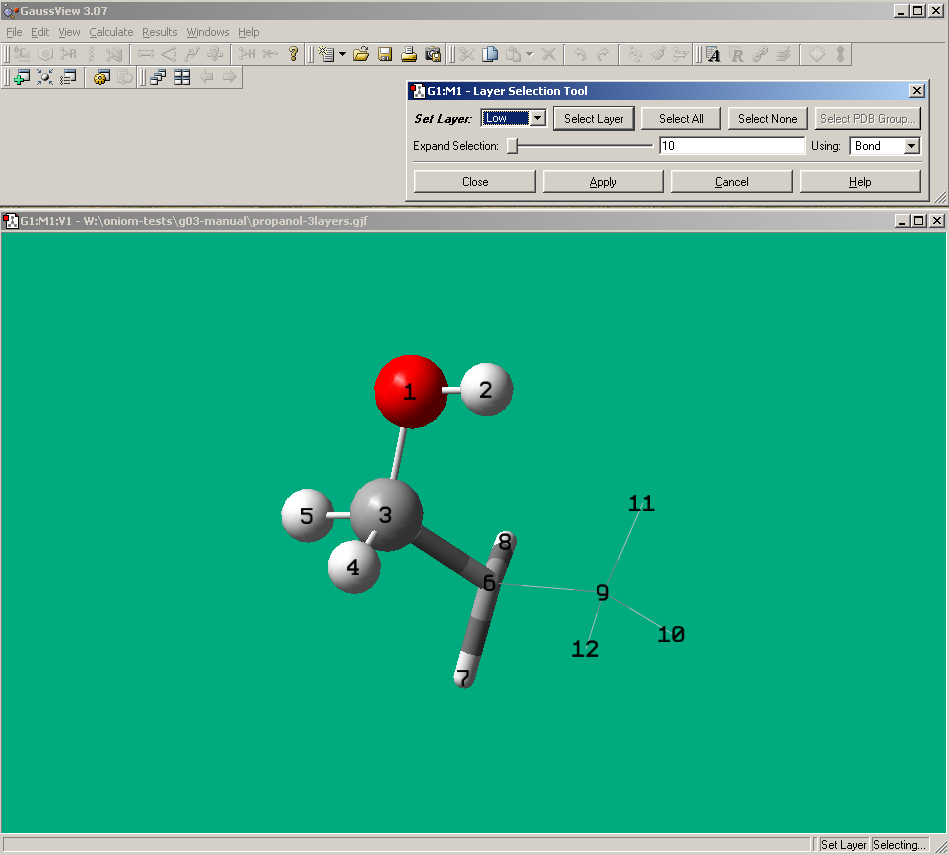 GaussView 3.07
File Edit View Calculate Results Windows Help
G1:M1 - Layer Selection Tool
Set Layer: Low Select Layer Select All Select None Select PDB Group...
Expand Selection: 10 Using: Bond
Close Apply Cancel Help
G1:M1:V1 - W:\oniom-tests\g03-manual\propanol-3layers.gjf
1 2
11
5 3
8
4 6 9
10
12
7
Set Layer Selecting...